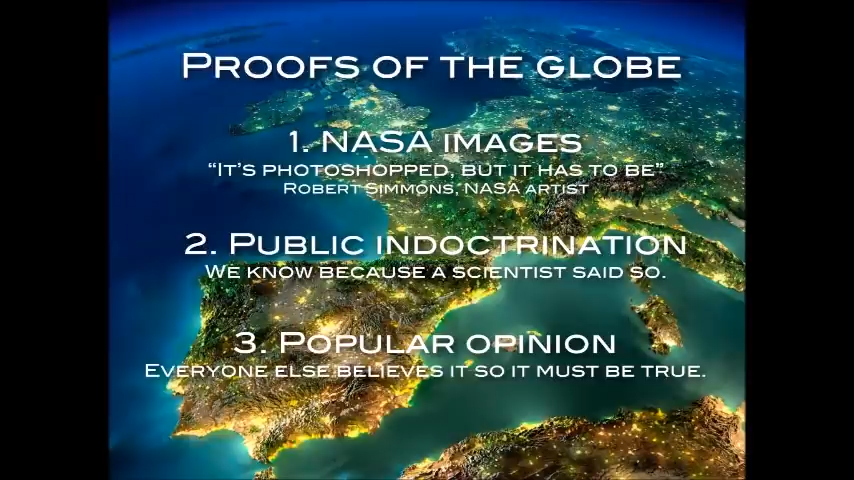 PROOFS OF THE GLOBE
1. NASA IMAGES
“IT’S PHOTOSHOPPED, BUT IT HAS TO BE”
ROBERT SIMMONS, NASA ARTIST
2. PUBLIC INDOCTRINATION
WE KNOW BECAUSE A SCIENTIST SAID SO.
3. POPULAR OPINION
EVERYONE ELSE BELIEVES IT SO IT MUST BE TRUE.